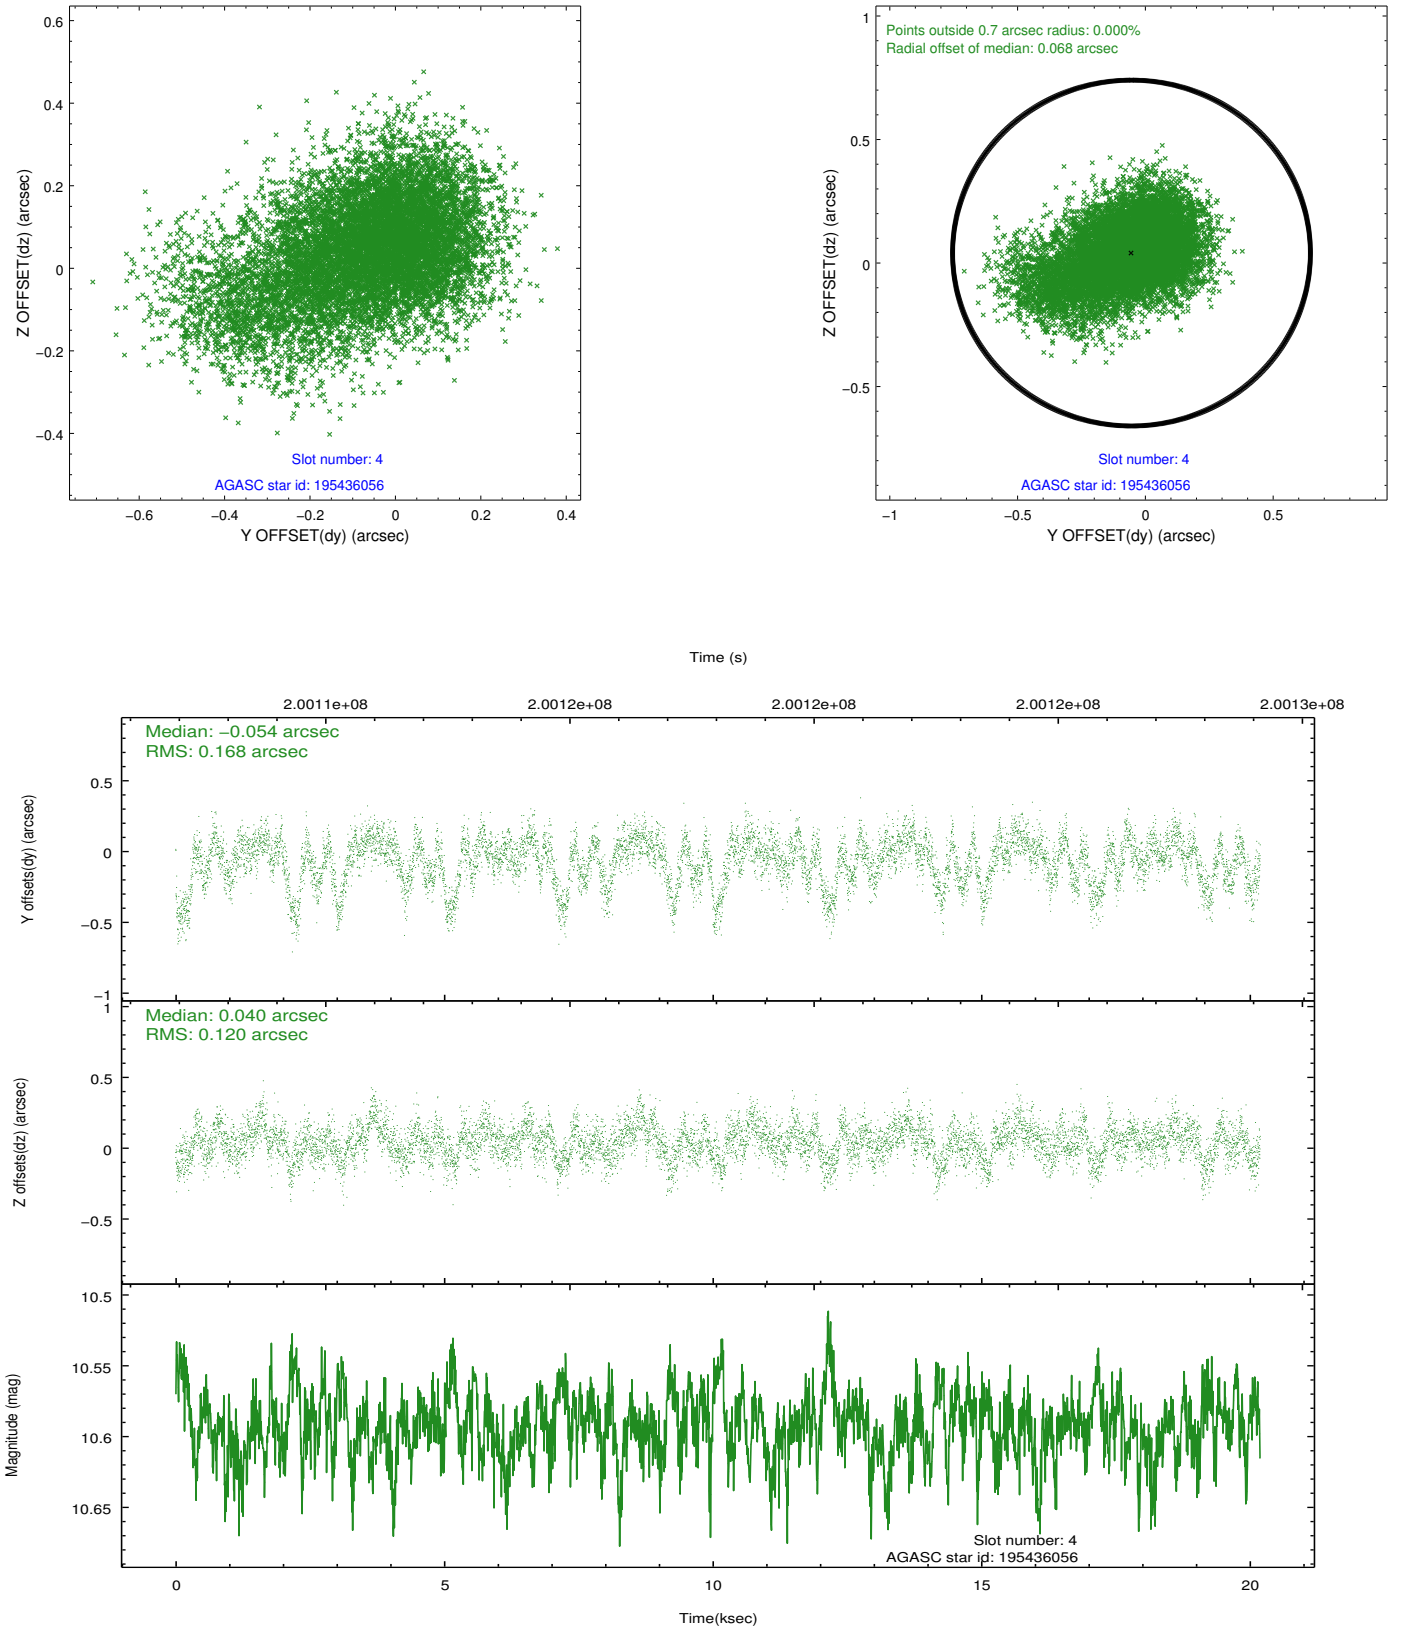 0.6
0.4
0.2
0
−0.2
−0.4
Z OFFSET(dz) (arcsec)
Slot number: 4
AGASC star id: 195436056
−0.6 −0.4 −0.2 0 0.2 0.4
Y OFFSET(dy) (arcsec)
Points outside 0.7 arcsec radius: 0.000%
Radial offset of median: 0.068 arcsec
1
0.5
0
−0.5
Z OFFSET(dz) (arcsec)
Slot number: 4
AGASC star id: 195436056
−1 −0.5 0 0.5
Y OFFSET(dy) (arcsec)
Time (s)
2.0011e+08 2.0012e+08 2.0012e+08 2.0012e+08 2.0013e+08
Median: −0.054 arcsec
RMS: 0.168 arcsec
0.5
0
−0.5
−1
Y offsets(dy) (arcsec)
Median: 0.040 arcsec
RMS: 0.120 arcsec
1
0.5
0
−0.5
Z offsets(dz) (arcsec)
10.5
10.55
10.6
10.65
Magnitude (mag)
Slot number: 4
AGASC star id: 195436056
0 5 10 15 20
Time(ksec)